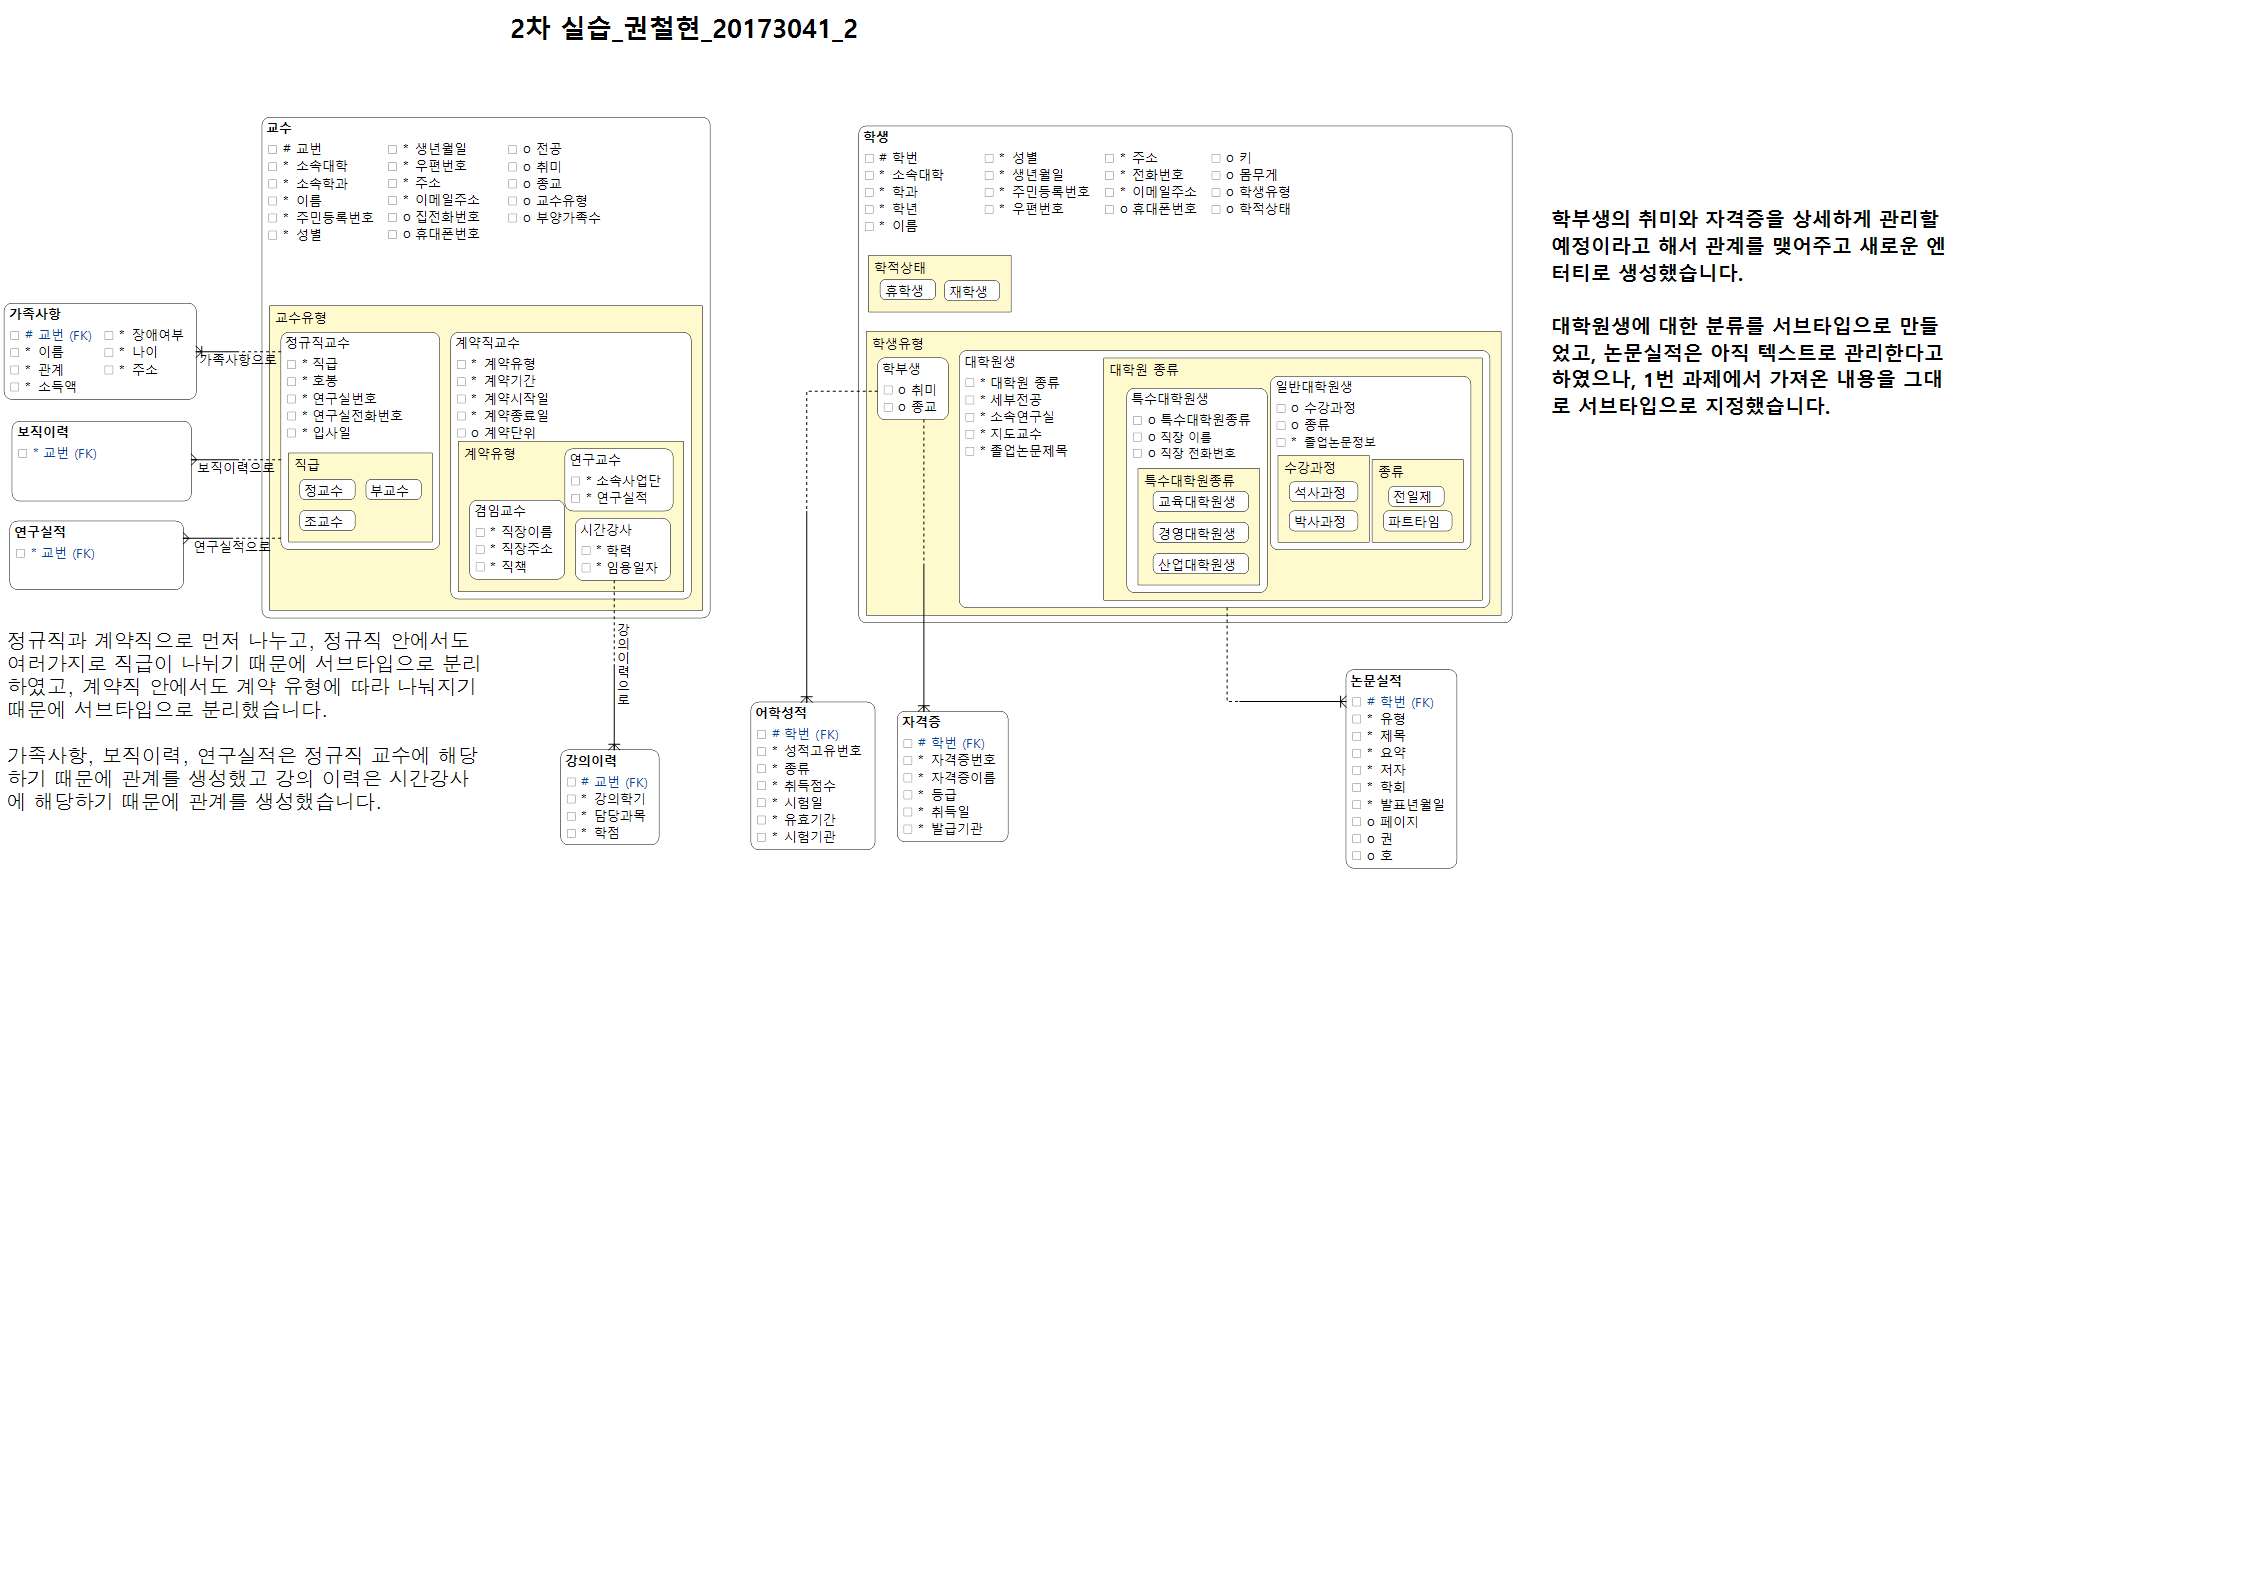 2차 실습_권철현_20173041_2
교수
# 교번
* 소속대학
* 소속학과
* 이름
* 주민등록번호
* 성별
* 생년월일
* 우편번호
* 주소
* 이메일주소
o 집전화번호
o 휴대폰번호
o 전공
o 취미
o 종교
o 교수유형
o 부양가족수
교수유형
정규직교수
* 직급
* 호봉
* 연구실번호
* 연구실전화번호
* 입사일
직급
정교수
부교수
조교수
계약직교수
* 계약유형
* 계약기간
* 계약시작일
* 계약종료일
o 계약단위
계약유형
연구교수
* 소속사업단
* 연구실적
겸임교수
* 직장이름
* 직장주소
* 직책
시간강사
* 학력
* 임용일자
가족사항
# 교번 (FK)
* 이름
* 관계
* 소득액
* 장애여부
* 나이
* 주소
가족사항으로
보직이력
* 교번 (FK)
보직이력으로
연구실적
* 교번 (FK)
연구실적으로
정규직과 계약직으로 먼저 나누고, 정규직 안에서도
여러가지로 직급이 나뉘기 때문에 서브타입으로 분리
하였고, 계약직 안에서도 계약 유형에 따라 나눠지기
때문에 서브타입으로 분리했습니다.
가족사항, 보직이력, 연구실적은 정규직 교수에 해당
하기 때문에 관계를 생성했고 강의 이력은 시간강사
에 해당하기 때문에 관계를 생성했습니다.
강의이력으로
강의이력
# 교번 (FK)
* 강의학기
* 담당과목
* 학점
학생
# 학번
* 소속대학
* 학과
* 학년
* 이름
* 성별
* 생년월일
* 주민등록번호
* 우편번호
* 주소
* 전화번호
* 이메일주소
o 휴대폰번호
o 키
o 몸무게
o 학생유형
o 학적상태
학적상태
휴학생
재학생
학생유형
학부생
o 취미
o 종교
대학원생
* 대학원 종류
* 세부전공
* 소속연구실
* 지도교수
* 졸업논문제목
대학원 종류
특수대학원생
o 특수대학원종류
o 직장 이름
o 직장 전화번호
특수대학원종류
교육대학원생
경영대학원생
산업대학원생
일반대학원생
o 수강과정
o 종류
* 졸업논문정보
수강과정
석사과정
박사과정
종류
전일제
파트타임
어학성적
# 학번 (FK)
* 성적고유번호
* 종류
* 취득점수
* 시험일
* 유효기간
* 시험기관
자격증
# 학번 (FK)
* 자격증번호
* 자격증이름
* 등급
* 취득일
* 발급기관
논문실적
# 학번 (FK)
* 유형
* 제목
* 요약
* 저자
* 학회
* 발표년월일
o 페이지
o 권
o 호
학부생의 취미와 자격증을 상세하게 관리할
예정이라고 해서 관계를 맺어주고 새로운 엔
터티로 생성했습니다.
대학원생에 대한 분류를 서브타입으로 만들
었고, 논문실적은 아직 텍스트로 관리한다고
하였으나, 1번 과제에서 가져온 내용을 그대
로 서브타입으로 지정했습니다.